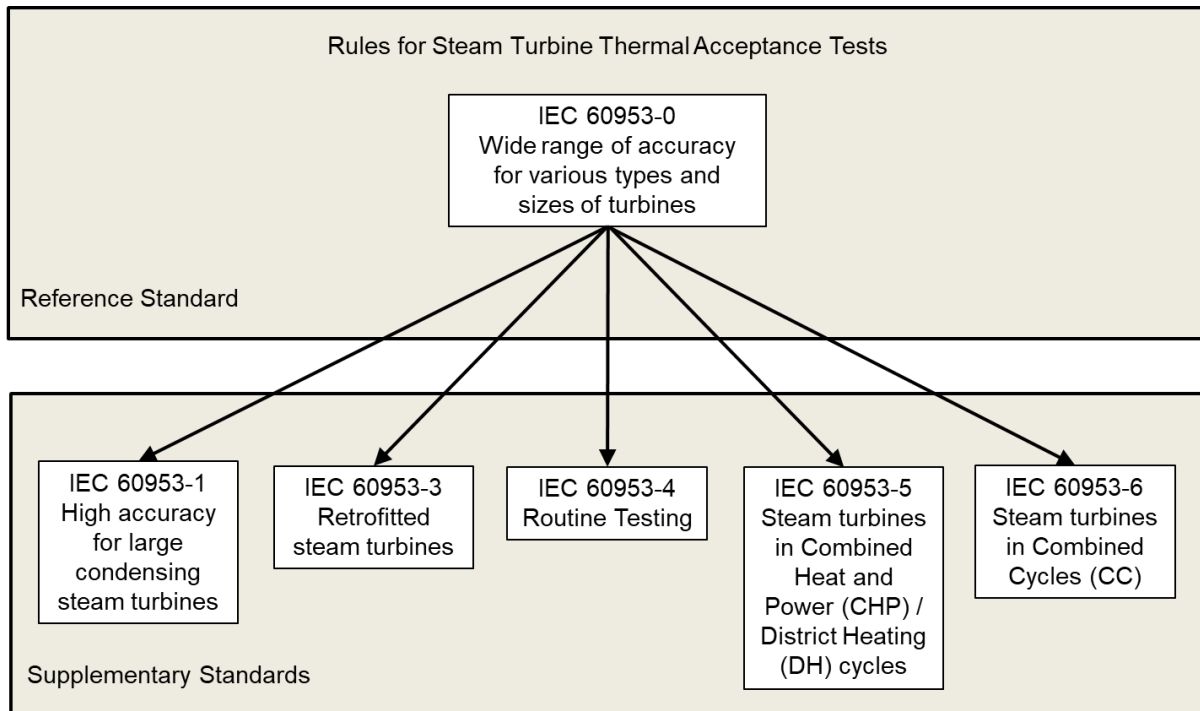 Rules for Steam Turbine Thermal Acceptance Tests
IEC 60953-0
Wide range of accuracy
for various types and
sizes of turbines
Reference Standard
IEC 60953-1
High accuracy
for large
condensing
steam turbines
IEC 60953-3
Retrofitted
steam turbines
IEC 60953-4
Routine Testing
IEC 60953-5
Steam turbines
in Combined
Heat and
Power (CHP) /
District Heating
(DH) cycles
IEC 60953-6
Steam turbines
in Combined
Cycles (CC)
Supplementary Standards